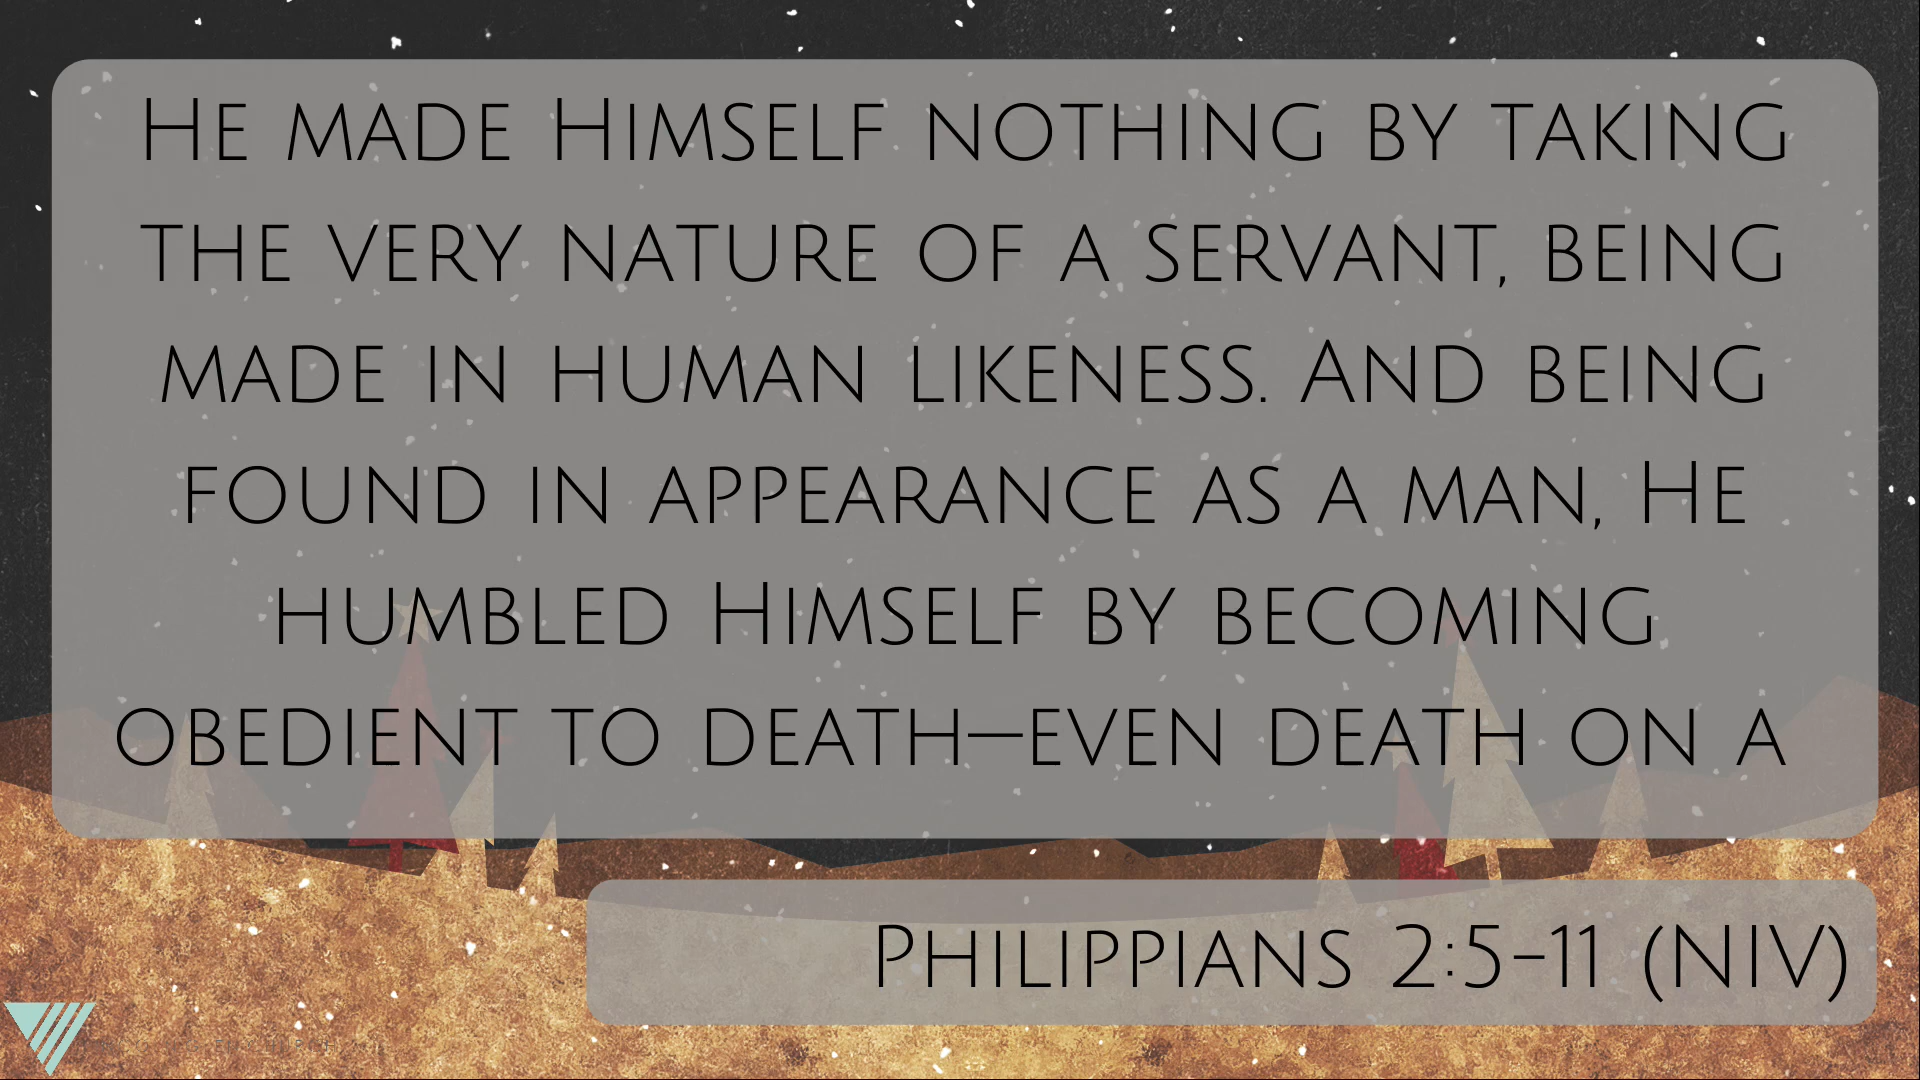 He made Himself nothing by taking
the very nature of a servant, being
made in human likeness. And being
found in appearance as a man, He
humbled Himself by becoming
obedient to death—even death on a
Philippians 2:5-11 (NIV)
CHURCH